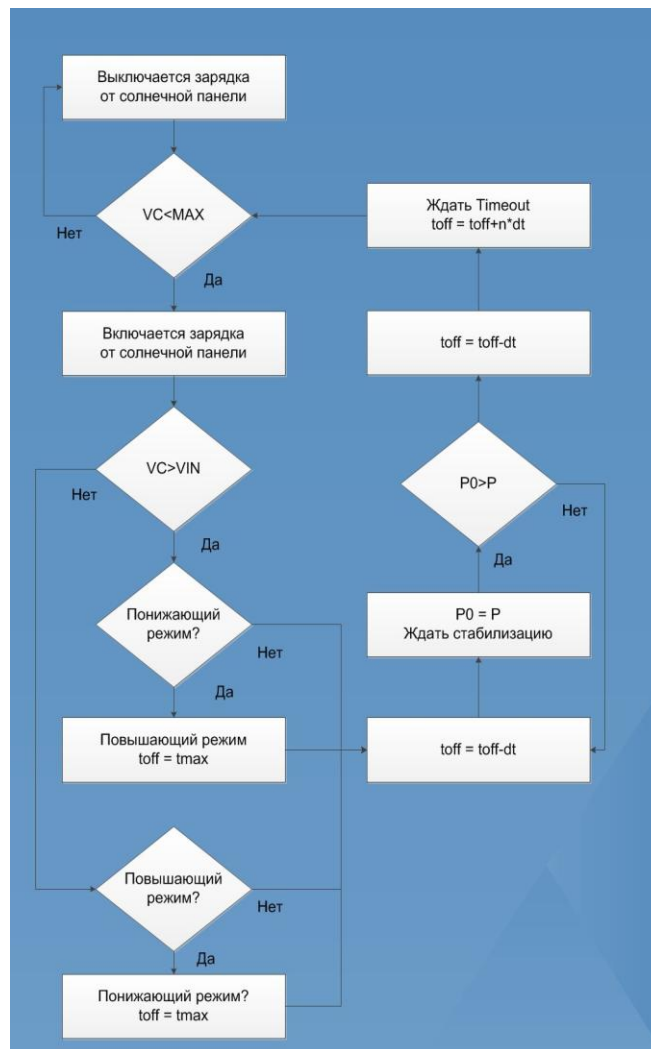 Выключается зарядка
от солнечной панели
VC<MAX
Нет
Да
Включается зарядка
от солнечной панели
VC>VIN
Нет
Да
Понижающий
режим?
Нет
Да
Повышающий режим
toff = tmax
Повышающий
режим?
Нет
Да
Понижающий режим?
toff = tmax
Ждать Timeout
toff = toff+n*dt
toff = toff-dt
P0>P
Нет
Да
P0 = P
Ждать стабилизацию
toff = toff-dt